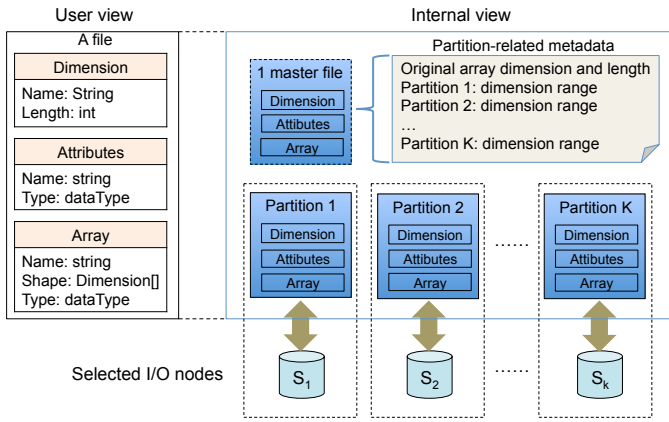 User view
Internal view
A file
Dimension
Name: String
Length: int
Attributes
Name: string
Type: dataType
Array
Name: string
Shape: Dimension[]
Type: dataType
1 master file
Dimension
Attibutes
Array
Partition-related metadata
Original array dimension and length
Partition 1: dimension range
Partition 2: dimension range
...
Partition K: dimension range
Partition 1
Dimension
Attibutes
Array
Partition 2
Dimension
Attibutes
Array
......
Partition K
Dimension
Attibutes
Array
Selected I/O nodes
S1
S2
......
Sk